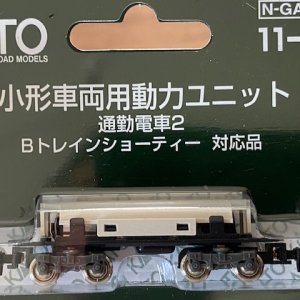 N-GA
TO
ROAD MODELS
11-
小形車両用動力ユニット
通勤電車2
Bトレインショーティー 対応品